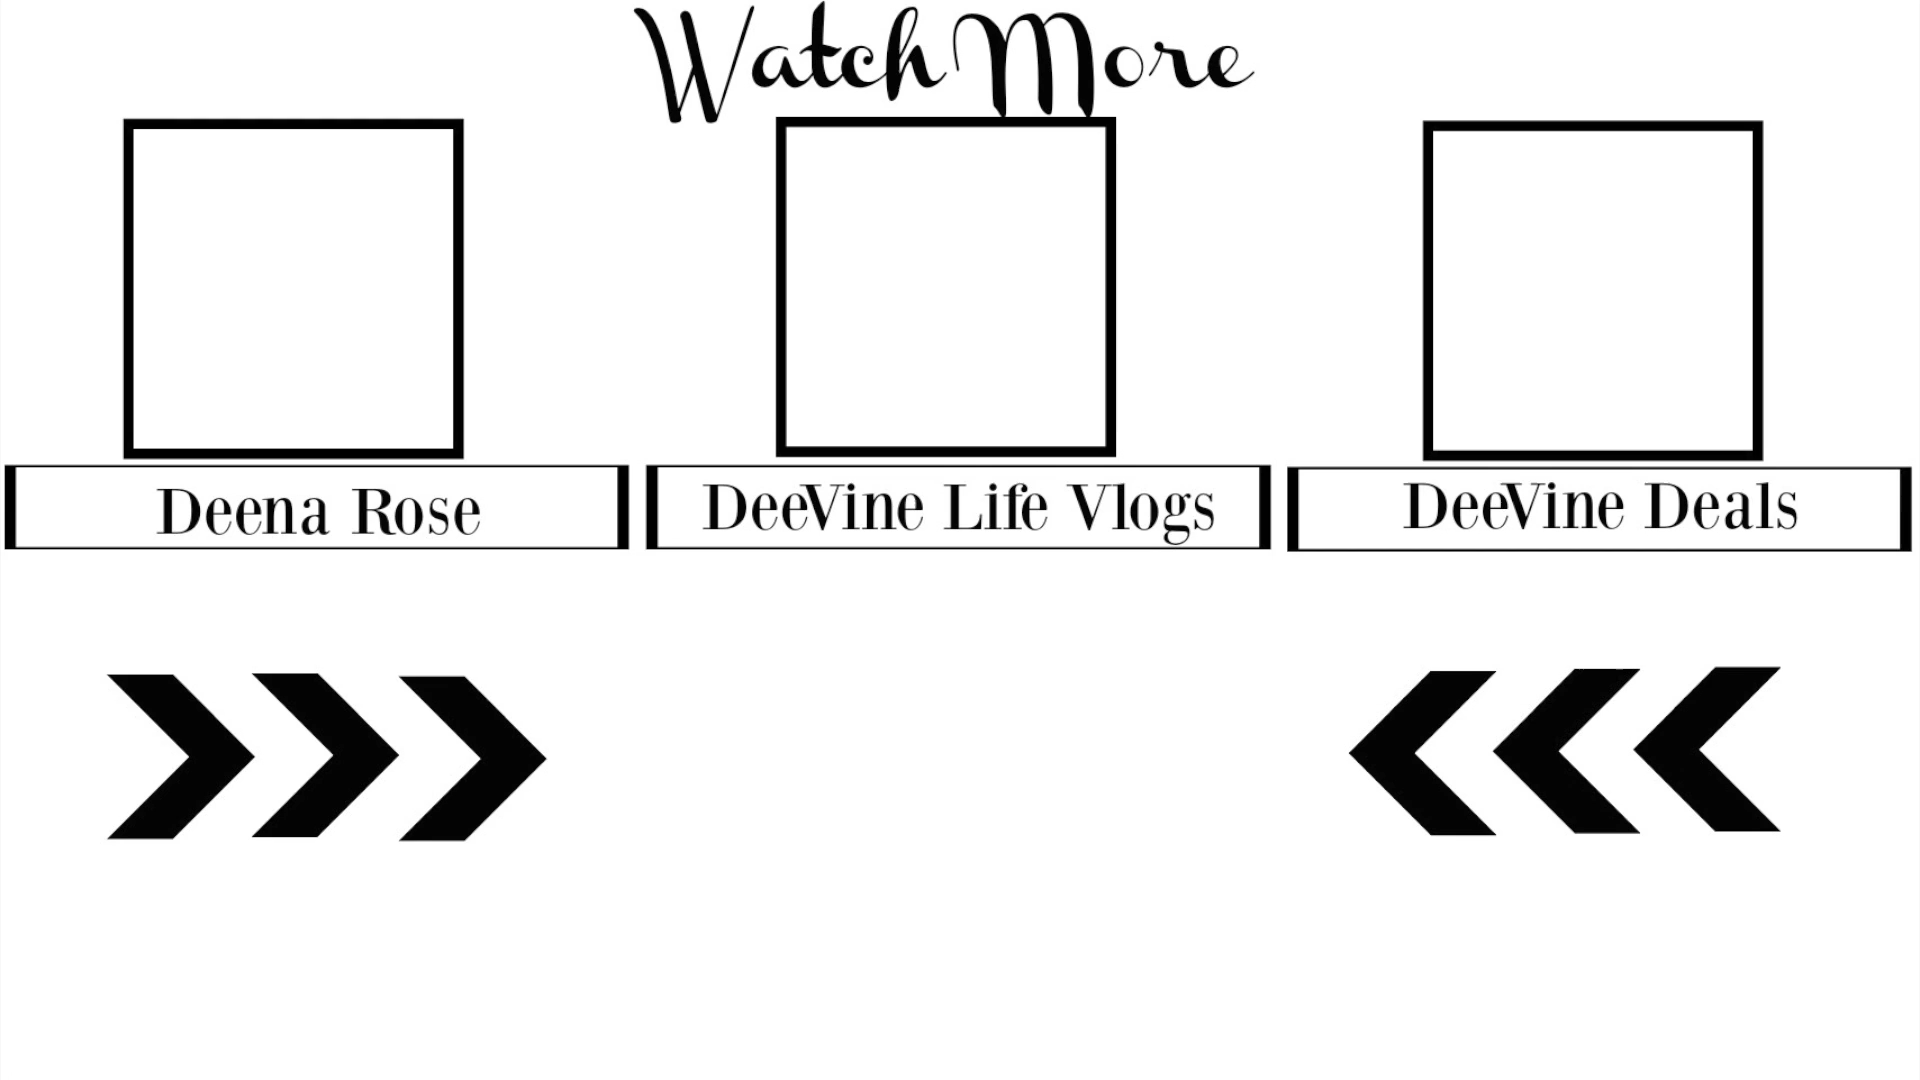 Watch More
Deena Rose
DeeVine Life Vlogs
DeeVine Deals